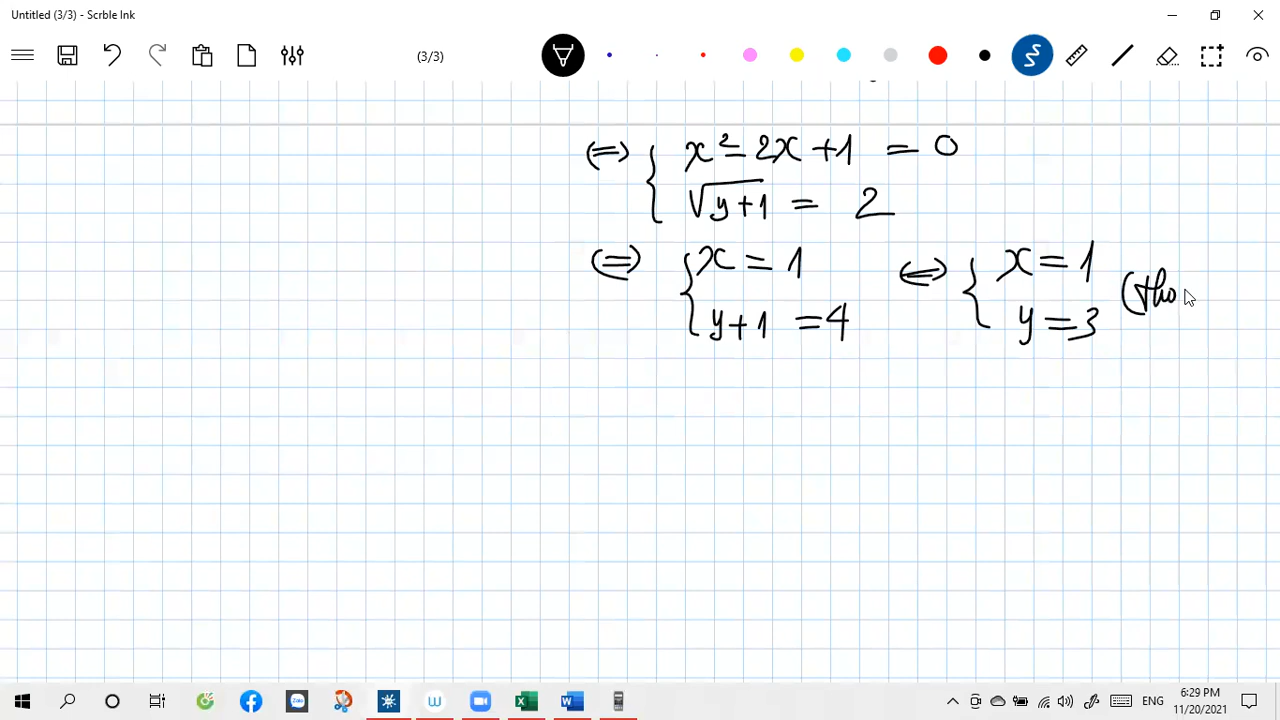 Untitled (3/3) - Scrble Ink
(3/3)
⇔ { x² - 2x + 1 = 0
√(y+1) = 2
⇔ { x = 1 ⇔ { x = 1
y + 1 = 4 y = 3 (tho
Zalo
W
X
W
ENG
6:29 PM
11/20/2021